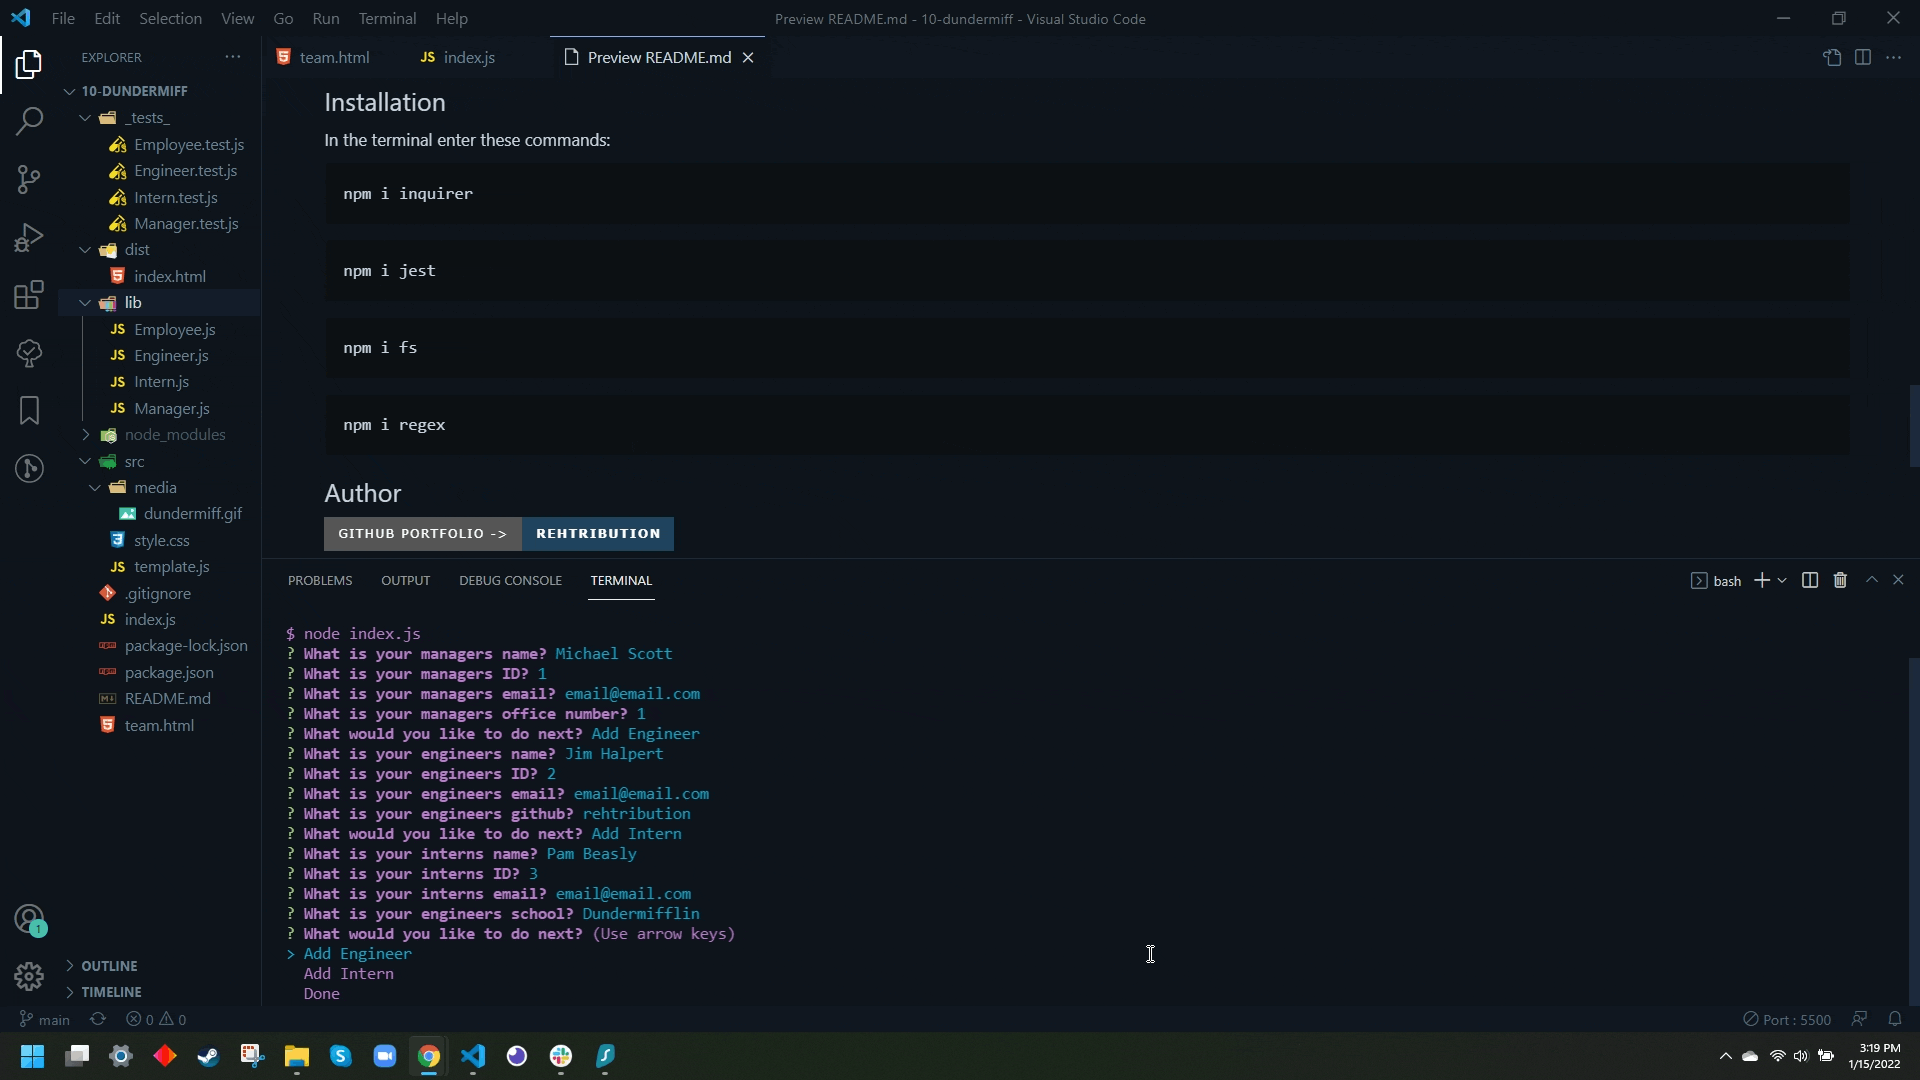 File Edit Selection View Go Run Terminal Help
Preview README.md - 10-dundermiff - Visual Studio Code
EXPLORER
team.html
JS index.js
Preview README.md
10-DUNDERMIFF
_tests_
Employee.test.js
Engineer.test.js
Intern.test.js
Manager.test.js
dist
index.html
lib
JS Employee.js
JS Engineer.js
JS Intern.js
JS Manager.js
node_modules
src
media
dundermiff.gif
style.css
JS template.js
.gitignore
JS index.js
package-lock.json
package.json
README.md
team.html
OUTLINE
TIMELINE
Installation
In the terminal enter these commands:
npm i inquirer
npm i jest
npm i fs
npm i regex
Author
GITHUB PORTFOLIO -> REHTRIBUTION
PROBLEMS OUTPUT DEBUG CONSOLE TERMINAL
bash
$ node index.js
? What is your managers name? Michael Scott
? What is your managers ID? 1
? What is your managers email? email@email.com
? What is your managers office number? 1
? What would you like to do next? Add Engineer
? What is your engineers name? Jim Halpert
? What is your engineers ID? 2
? What is your engineers email? email@email.com
? What is your engineers github? rehtribution
? What would you like to do next? Add Intern
? What is your interns name? Pam Beasly
? What is your interns ID? 3
? What is your interns email? email@email.com
? What is your engineers school? Dundermifflin
? What would you like to do next? (Use arrow keys)
> Add Engineer
Add Intern
Done
1
main
0 0
Port : 5500
3:19 PM
1/15/2022